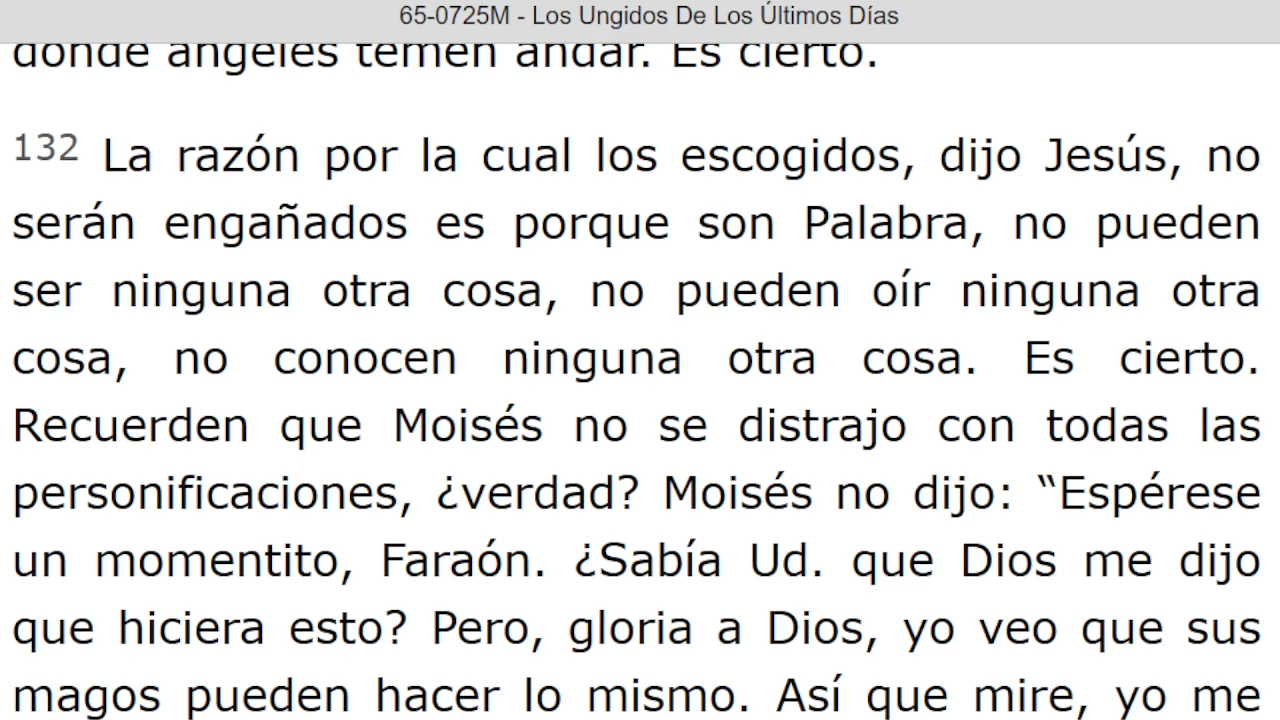 65-0725M - Los Ungidos De Los Últimos Días
donde ángeles temen andar. Es cierto.
132 La razón por la cual los escogidos, dijo Jesús, no
serán engañados es porque son Palabra, no pueden
ser ninguna otra cosa, no pueden oír ninguna otra
cosa, no conocen ninguna otra cosa. Es cierto.
Recuerden que Moisés no se distrajo con todas las
personificaciones, ¿verdad? Moisés no dijo: “Espérese
un momentito, Faraón. ¿Sabía Ud. que Dios me dijo
que hiciera esto? Pero, gloria a Dios, yo veo que sus
magos pueden hacer lo mismo. Así que mire, yo me